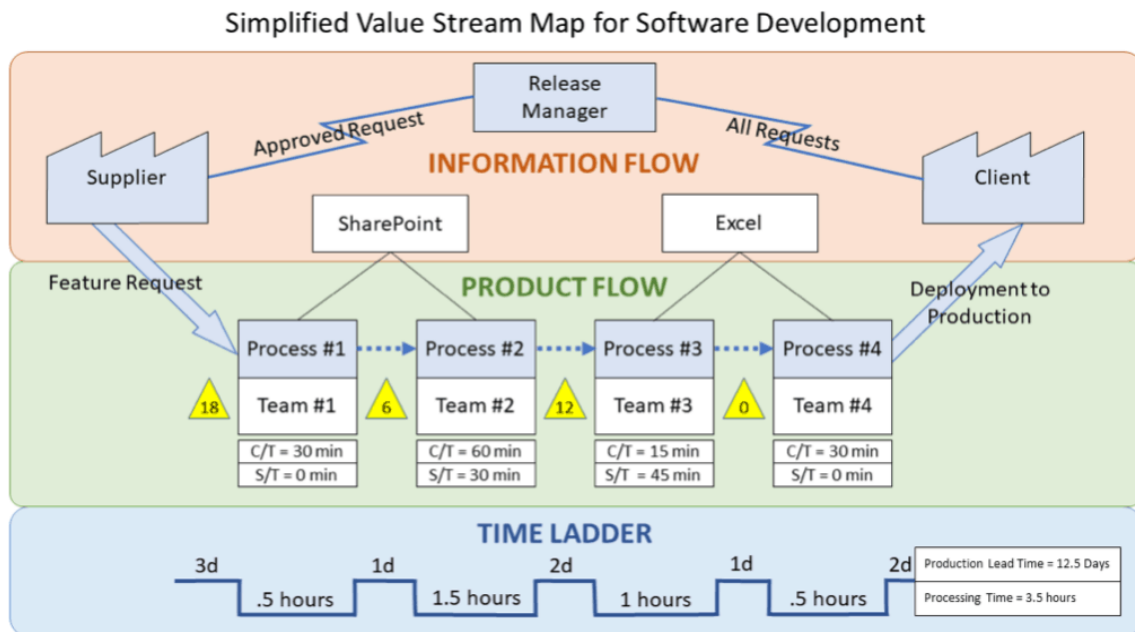 Simplified Value Stream Map for Software Development
Release
Manager
Approved Request
All Requests
INFORMATION FLOW
Supplier
Client
SharePoint
Excel
Feature Request
PRODUCT FLOW
Deployment to
Production
Process #1
Process #2
Process #3
Process #4
18
Team #1
6
Team #2
12
Team #3
0
Team #4
C/T = 30 min
C/T = 60 min
C/T = 15 min
C/T = 30 min
S/T = 0 min
S/T = 30 min
S/T = 45 min
S/T = 0 min
TIME LADDER
3d
1d
2d
1d
2d
.5 hours
1.5 hours
1 hours
.5 hours
Production Lead Time = 12.5 Days
Processing Time = 3.5 hours